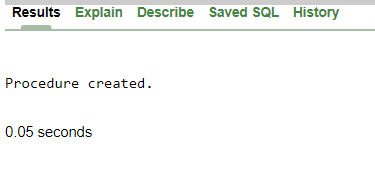 Results Explain Describe Saved SQL History
Procedure created.
0.05 seconds